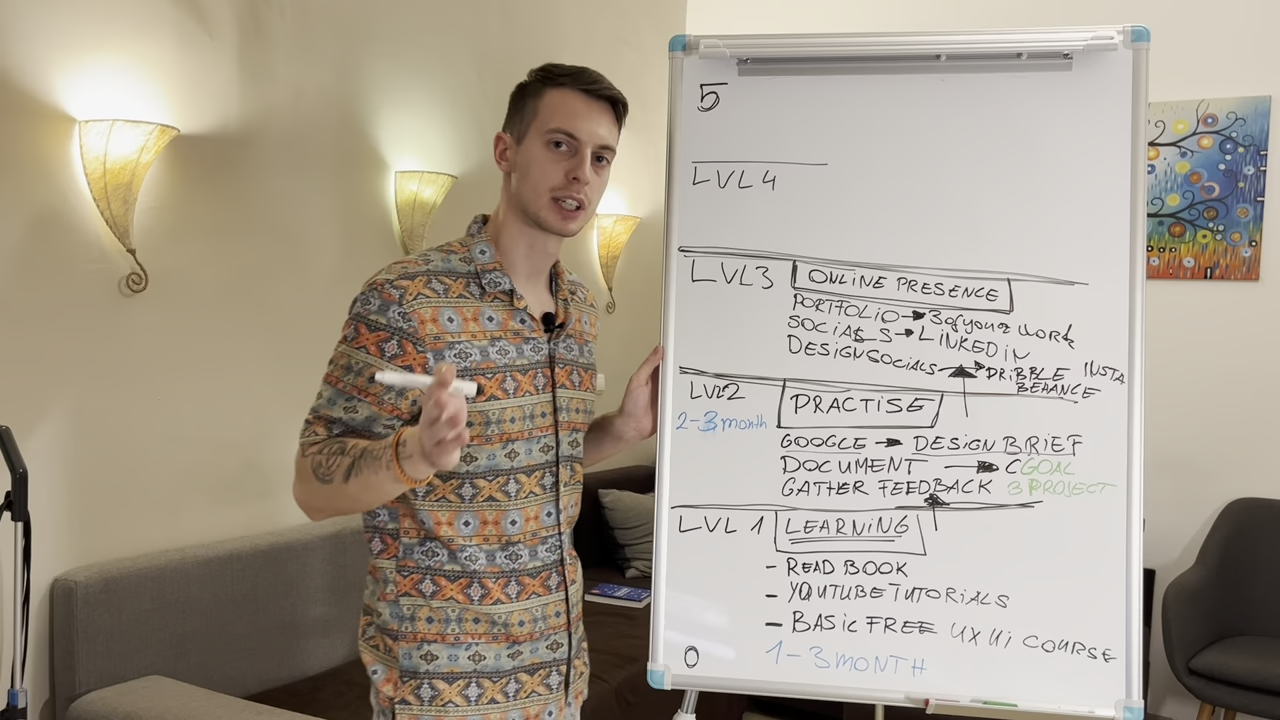 5
LVL 4
LVL3 ONLINE PRESENCE
PORTFOLIO → 3 of your work
SOCIALS → LINKEDIN
DESIGN SOCIALS → DRIBBLE INSTA
BEHANCE
LVL2 PRACTISE
2-3 month
GOOGLE → DESIGN BRIEF
DOCUMENT → GOAL
GATHER FEEDBACK 3 PROJECT
LVL 1 LEARNING
- READ BOOK
- YOUTUBE TUTORIALS
- BASIC FREE UX UI COURSE
0 1-3 MONTH